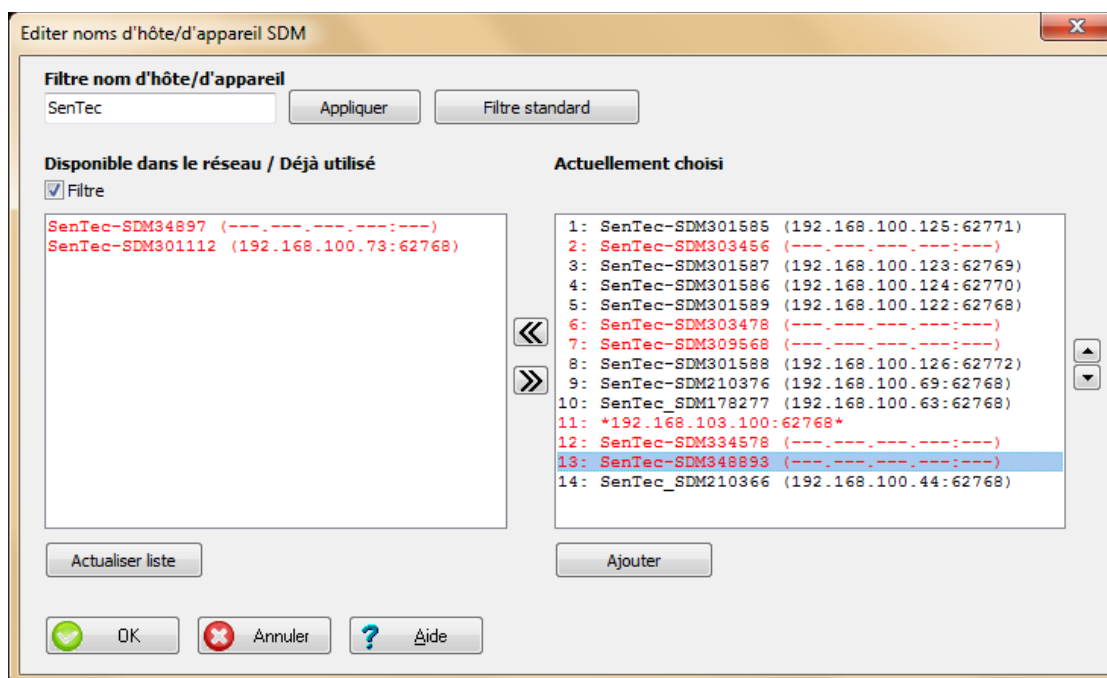 Editer noms d'hôte/d'appareil SDM
Filtre nom d'hôte/d'appareil
SenTec
Appliquer
Filtre standard
Disponible dans le réseau / Déjà utilisé
Filtre
SenTec-SDM34897 (---.---.---.---:---)
SenTec-SDM301112 (192.168.100.73:62768)
Actuellement choisi
1: SenTec-SDM301585 (192.168.100.125:62771)
2: SenTec-SDM303456 (---.---.---.---:---)
3: SenTec-SDM301587 (192.168.100.123:62769)
4: SenTec-SDM301586 (192.168.100.124:62770)
5: SenTec-SDM301589 (192.168.100.122:62768)
6: SenTec-SDM303478 (---.---.---.---:---)
7: SenTec-SDM309568 (---.---.---.---:---)
8: SenTec-SDM301588 (192.168.100.126:62772)
9: SenTec-SDM210376 (192.168.100.69:62768)
10: SenTec_SDM178277 (192.168.100.63:62768)
11: *192.168.103.100:62768*
12: SenTec-SDM334578 (---.---.---.---:---)
13: SenTec-SDM348893 (---.---.---.---:---)
14: SenTec_SDM210366 (192.168.100.44:62768)
Actualiser liste
Ajouter
OK
Annuler
Aide